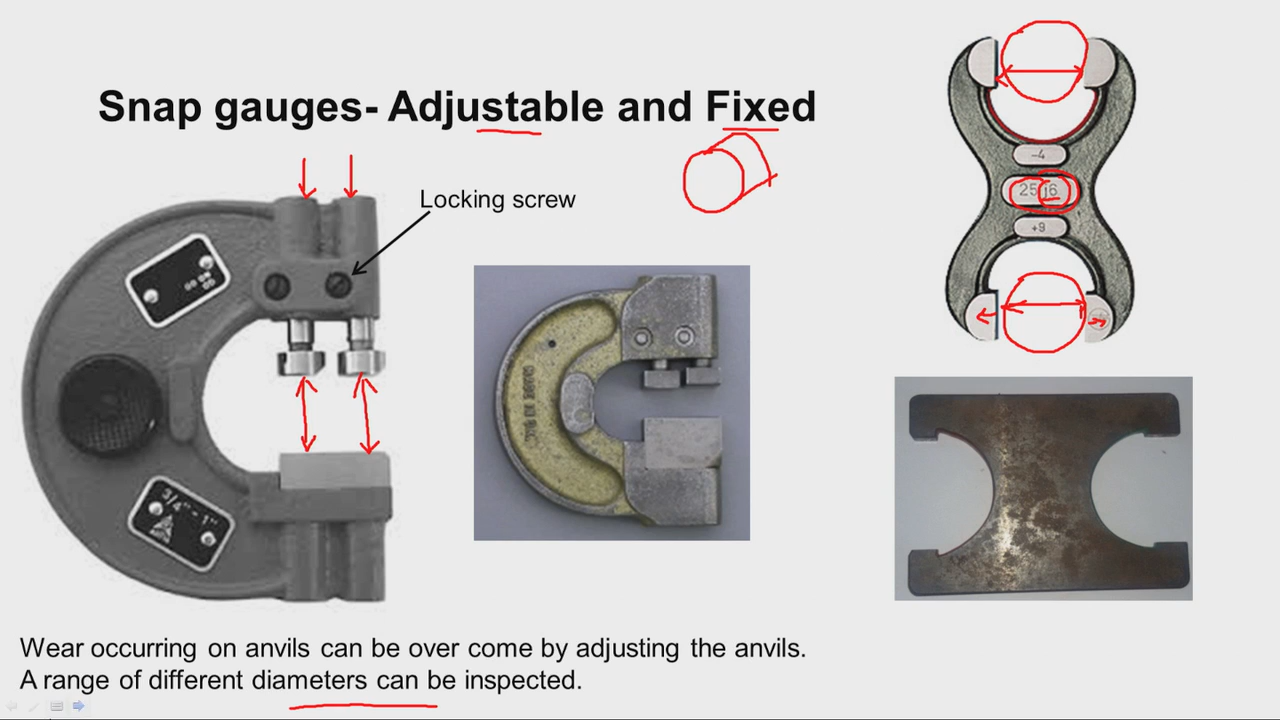 Snap gauges- Adjustable and Fixed
Locking screw
-4
25 j6
+9
3/4"- 1"
Wear occurring on anvils can be over come by adjusting the anvils.
A range of different diameters can be inspected.